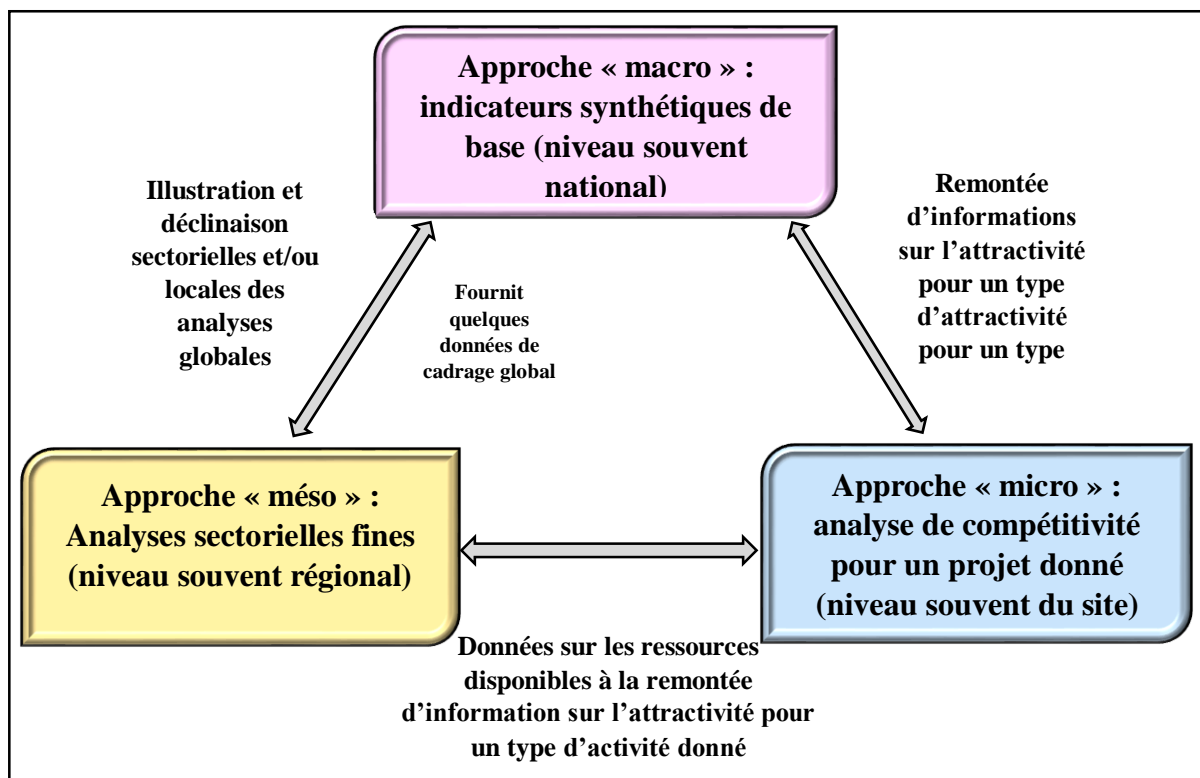 Approche « macro » :
indicateurs synthétiques de
base (niveau souvent
national)
Illustration et
déclinaison
sectorielles et/ou
locales des
analyses
globales
Fournit
quelques
données de
cadrage global
Remontée
d’informations
sur l’attractivité
pour un type
d’attractivité
pour un type
Approche « méso » :
Analyses sectorielles fines
(niveau souvent régional)
Approche « micro » :
analyse de compétitivité
pour un projet donné
(niveau souvent du site)
Données sur les ressources
disponibles à la remontée
d’information sur l’attractivité pour
un type d’activité donné